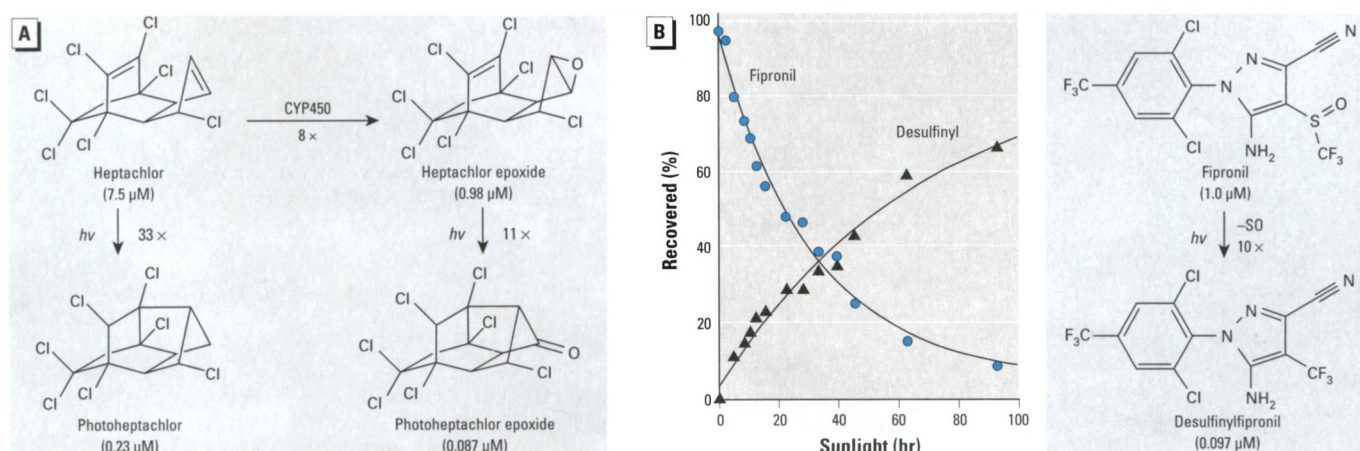 A
Cl
Cl
Cl
Cl
Cl
Cl
Cl
Heptachlor
(7.5 µM)
CYP450
8 ×
Cl
Cl
O
Cl
Cl
Cl
Cl
Cl
Heptachlor epoxide
(0.98 µM)
hv 33 ×
hv 11 ×
Cl
Cl
Cl
Cl
Cl
Cl
Cl
Photoheptachlor
(0.23 µM)
Cl
Cl
Cl
O
Cl
Cl
Cl
Cl
Photoheptachlor epoxide
(0.087 µM)
B
Recovered (%)
100
80
60
40
20
0
Fipronil
Desulfinyl
0 20 40 60 80 100
Sunlight (hr)
Cl
N
N
F3C
N
O
S
Cl
NH2
CF3
Fipronil
(1.0 µM)
–SO
hv 10 ×
Cl
N
N
F3C
N
CF3
Cl
NH2
Desulfinylfipronil
(0.097 µM)